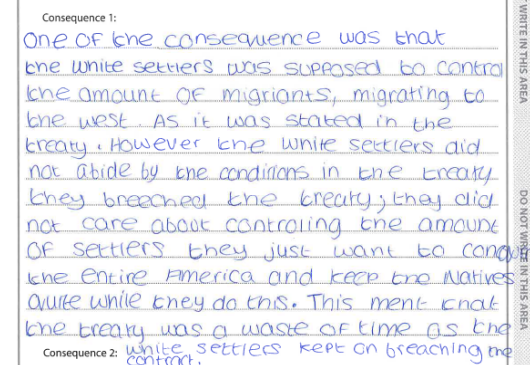 Consequence 1:
One of the consequence was that
the white settlers was supposed to control
the amount of migriants, migrating to
the west. As it was stated in the
treaty. However the white settlers did
not abide by the conditions in the treaty
they breeched the treaty; they did
not care about controling the amount
of settlers they just want to conquer
the entire America and keep the Natives
quite while they do this. This ment that
the treaty was a waste of time as the
Consequence 2: white settlers kept on breaching the
contract.
WRITE IN THIS AREA
DO NOT WRITE IN THIS AREA